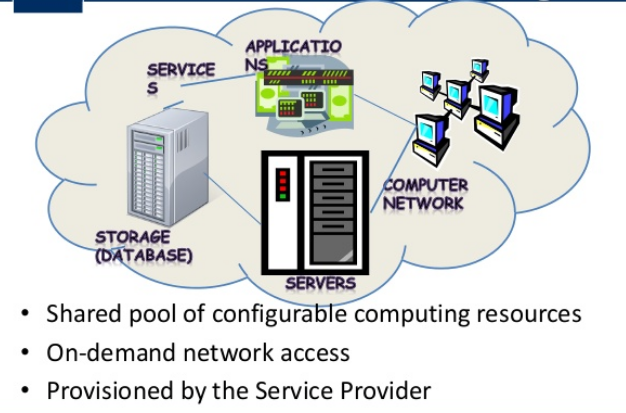 APPLICATIO
NS
SERVICE
S
COMPUTER
NETWORK
STORAGE
(DATABASE)
SERVERS
• Shared pool of configurable computing resources
• On-demand network access
• Provisioned by the Service Provider